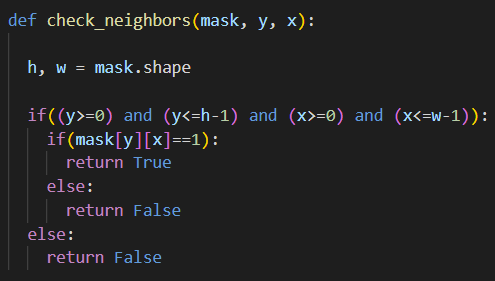 def check_neighbors(mask, y, x):
h, w = mask.shape
if((y>=0) and (y<=h-1) and (x>=0) and (x<=w-1)):
if(mask[y][x]==1):
return True
else:
return False
else:
return False